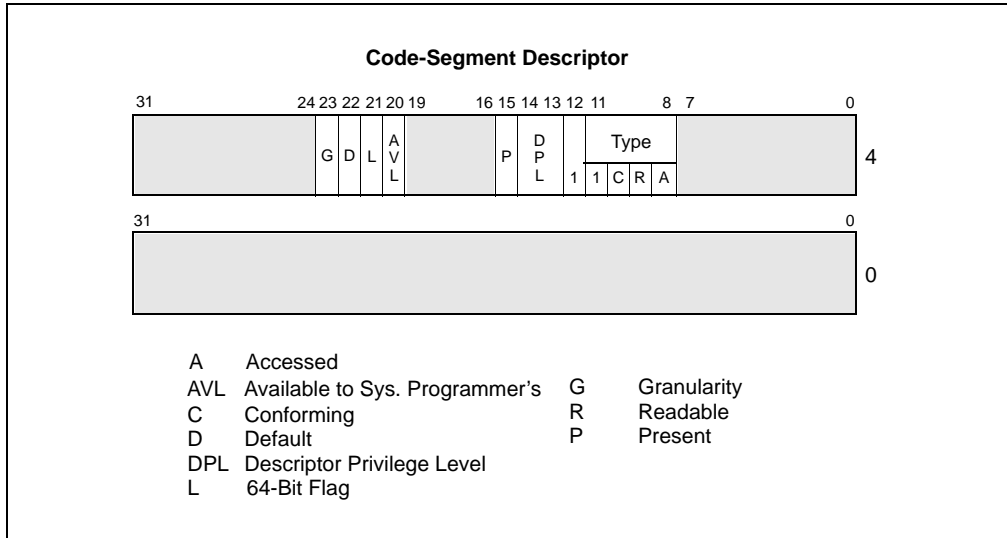 Code-Segment Descriptor
31 24 23 22 21 20 19 16 15 14 13 12 11 8 7 0
G D L AVL P DPL 1 Type 4
1 C R A
31 0
0
A Accessed
AVL Available to Sys. Programmer's
C Conforming
D Default
DPL Descriptor Privilege Level
L 64-Bit Flag
G Granularity
R Readable
P Present